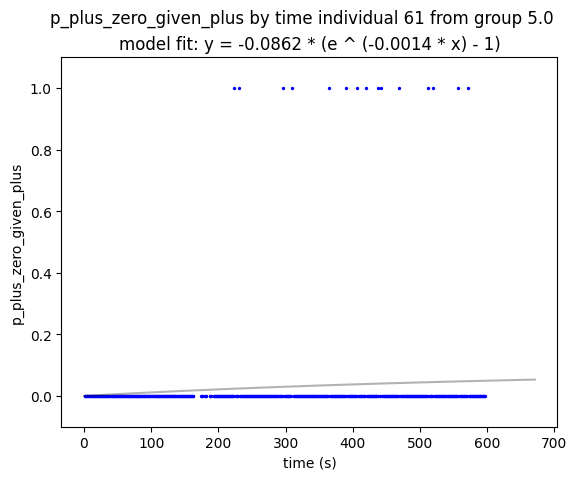 p_plus_zero_given_plus by time individual 61 from group 5.0
model fit: y = -0.0862 * (e ^ (-0.0014 * x) - 1)
1.0
0.8
0.6
0.4
0.2
0.0
p_plus_zero_given_plus
0 100 200 300 400 500 600 700
time (s)